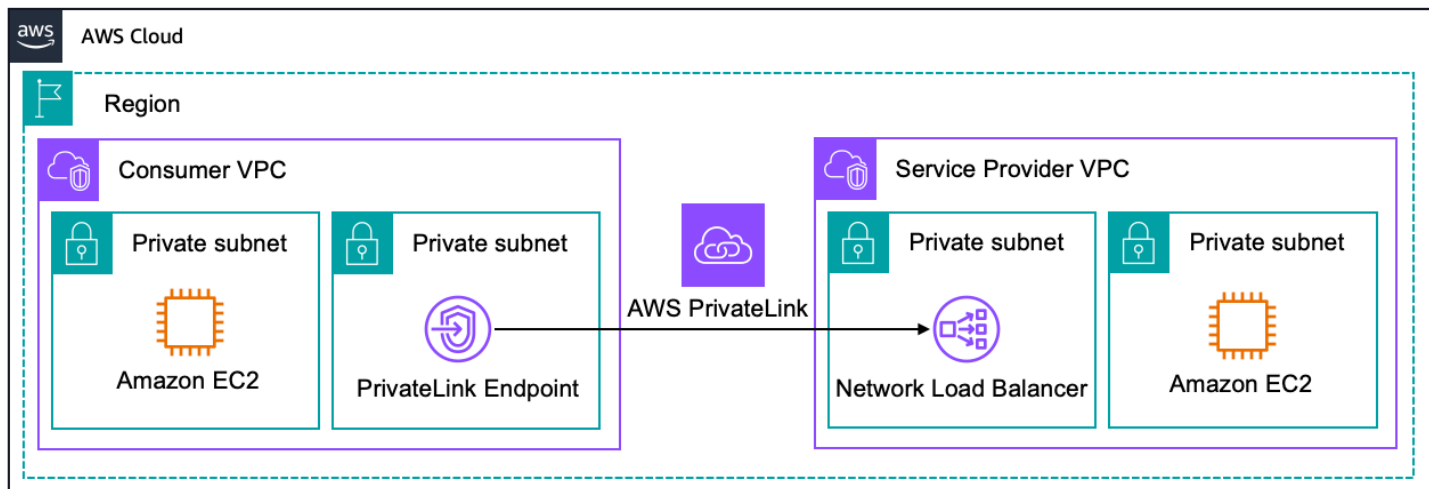 aws
AWS Cloud
Region
Consumer VPC
Private subnet
Amazon EC2
Private subnet
PrivateLink Endpoint
AWS PrivateLink
Service Provider VPC
Private subnet
Network Load Balancer
Private subnet
Amazon EC2